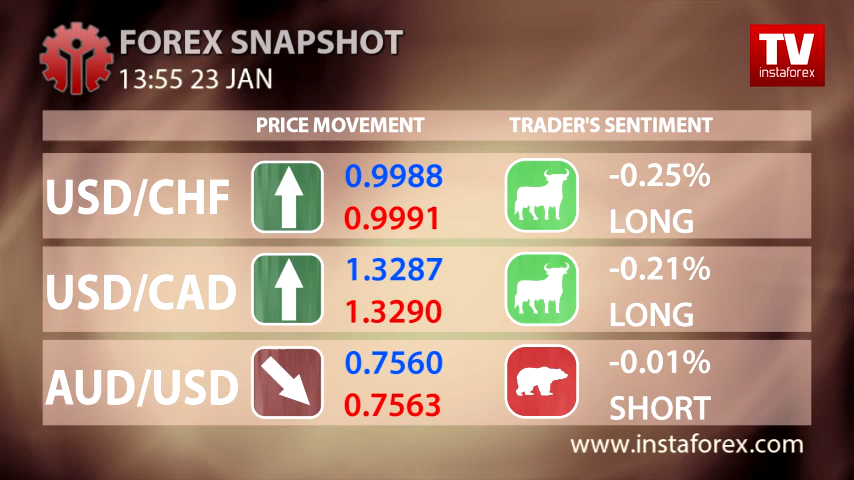 FOREX SNAPSHOT
13:55 23 JAN
TV
instaforex
PRICE MOVEMENT TRADER'S SENTIMENT
USD/CHF
0.9988
0.9991
-0.25%
LONG
USD/CAD
1.3287
1.3290
-0.21%
LONG
AUD/USD
0.7560
0.7563
-0.01%
SHORT
www.instaforex.com